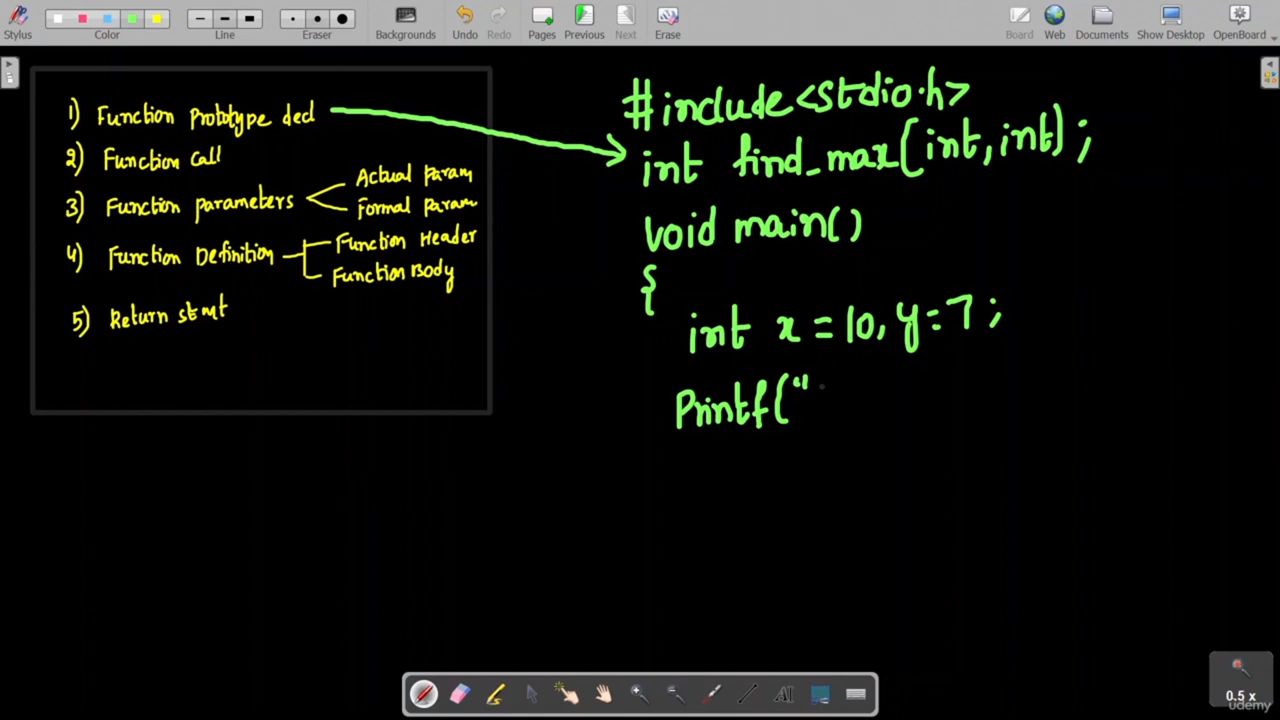 Stylus
Color
Line
Eraser
Backgrounds
Undo
Redo
Pages
Previous
Next
Erase
Board
Web
Documents
Show Desktop
OpenBoard
1) Function Prototype decl
2) Function Call
3) Function parameters
Actual param
Formal param
4) Function Definition
Function Header
Function Body
5) Return stmt
#include<stdio.h>
int find_max(int, int);
void main()
{
int x = 10, y = 7;
Printf("
AI
0.5 x
udemy